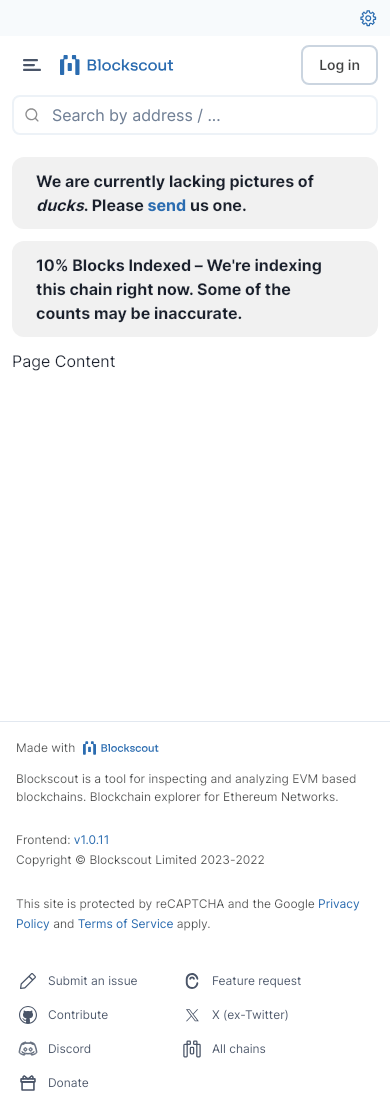 Blockscout
Log in
Search by address / ...
We are currently lacking pictures of
ducks. Please send us one.
10% Blocks Indexed – We're indexing
this chain right now. Some of the
counts may be inaccurate.
Page Content
Made with Blockscout
Blockscout is a tool for inspecting and analyzing EVM based
blockchains. Blockchain explorer for Ethereum Networks.
Frontend: v1.0.11
Copyright © Blockscout Limited 2023-2022
This site is protected by reCAPTCHA and the Google Privacy
Policy and Terms of Service apply.
Submit an issue
Feature request
Contribute
X (ex-Twitter)
Discord
All chains
Donate